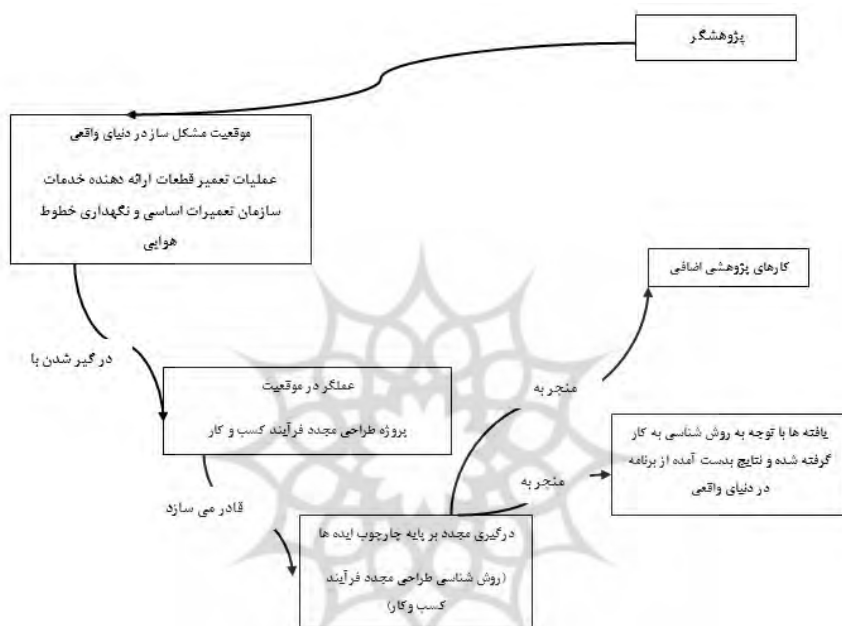 پژوهشگر
موقعیت مشکل ساز در دنیای واقعی
عملیات تعمیر قطعات ارائه دهنده خدمات
سازمان تعمیرات اساسی و نگهداری خطوط
هوایی
کارهای پژوهشی اضافی
در گیر شدن با
عملگر در موقعیت
پروژه طراحی مجدد فرآیند کسب و کار
منجر به
یافته ها با توجه به روش شناسی به کار
گرفته شده و نتایج بدست آمده از برنامه
در دنیای واقعی
منجر به
قادر می سازد
درگیری مجدد بر پایه چارچوب ایده ها
(روش شناسی طراحی مجدد فرآیند
کسب وکار)